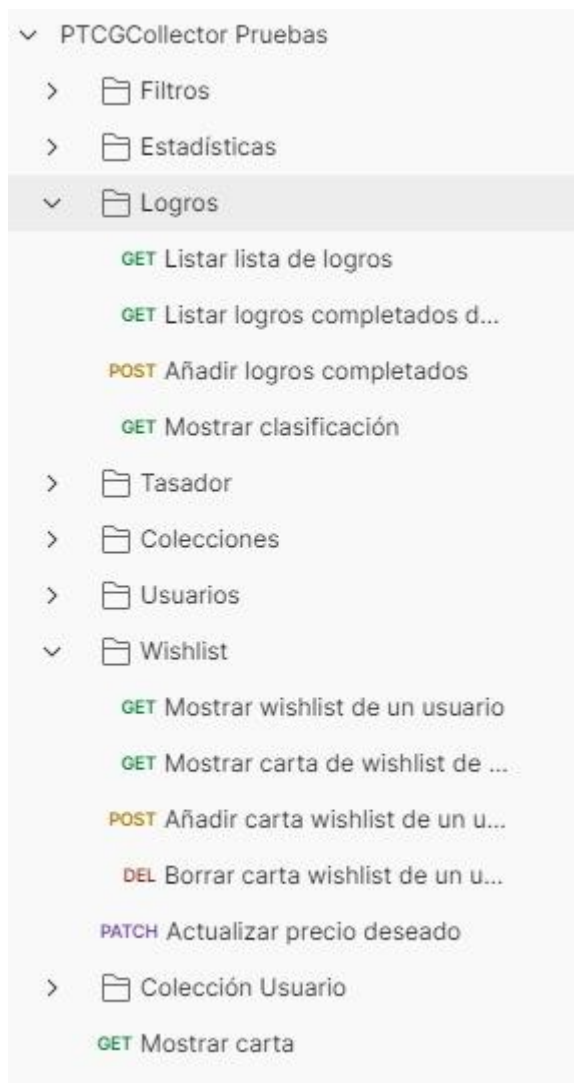 PTCGCollector Pruebas
Filtros
Estadísticas
Logros
GET Listar lista de logros
GET Listar logros completados d...
POST Añadir logros completados
GET Mostrar clasificación
Tasador
Colecciones
Usuarios
Wishlist
GET Mostrar wishlist de un usuario
GET Mostrar carta de wishlist de ...
POST Añadir carta wishlist de un u...
DEL Borrar carta wishlist de un u...
PATCH Actualizar precio deseado
Colección Usuario
GET Mostrar carta